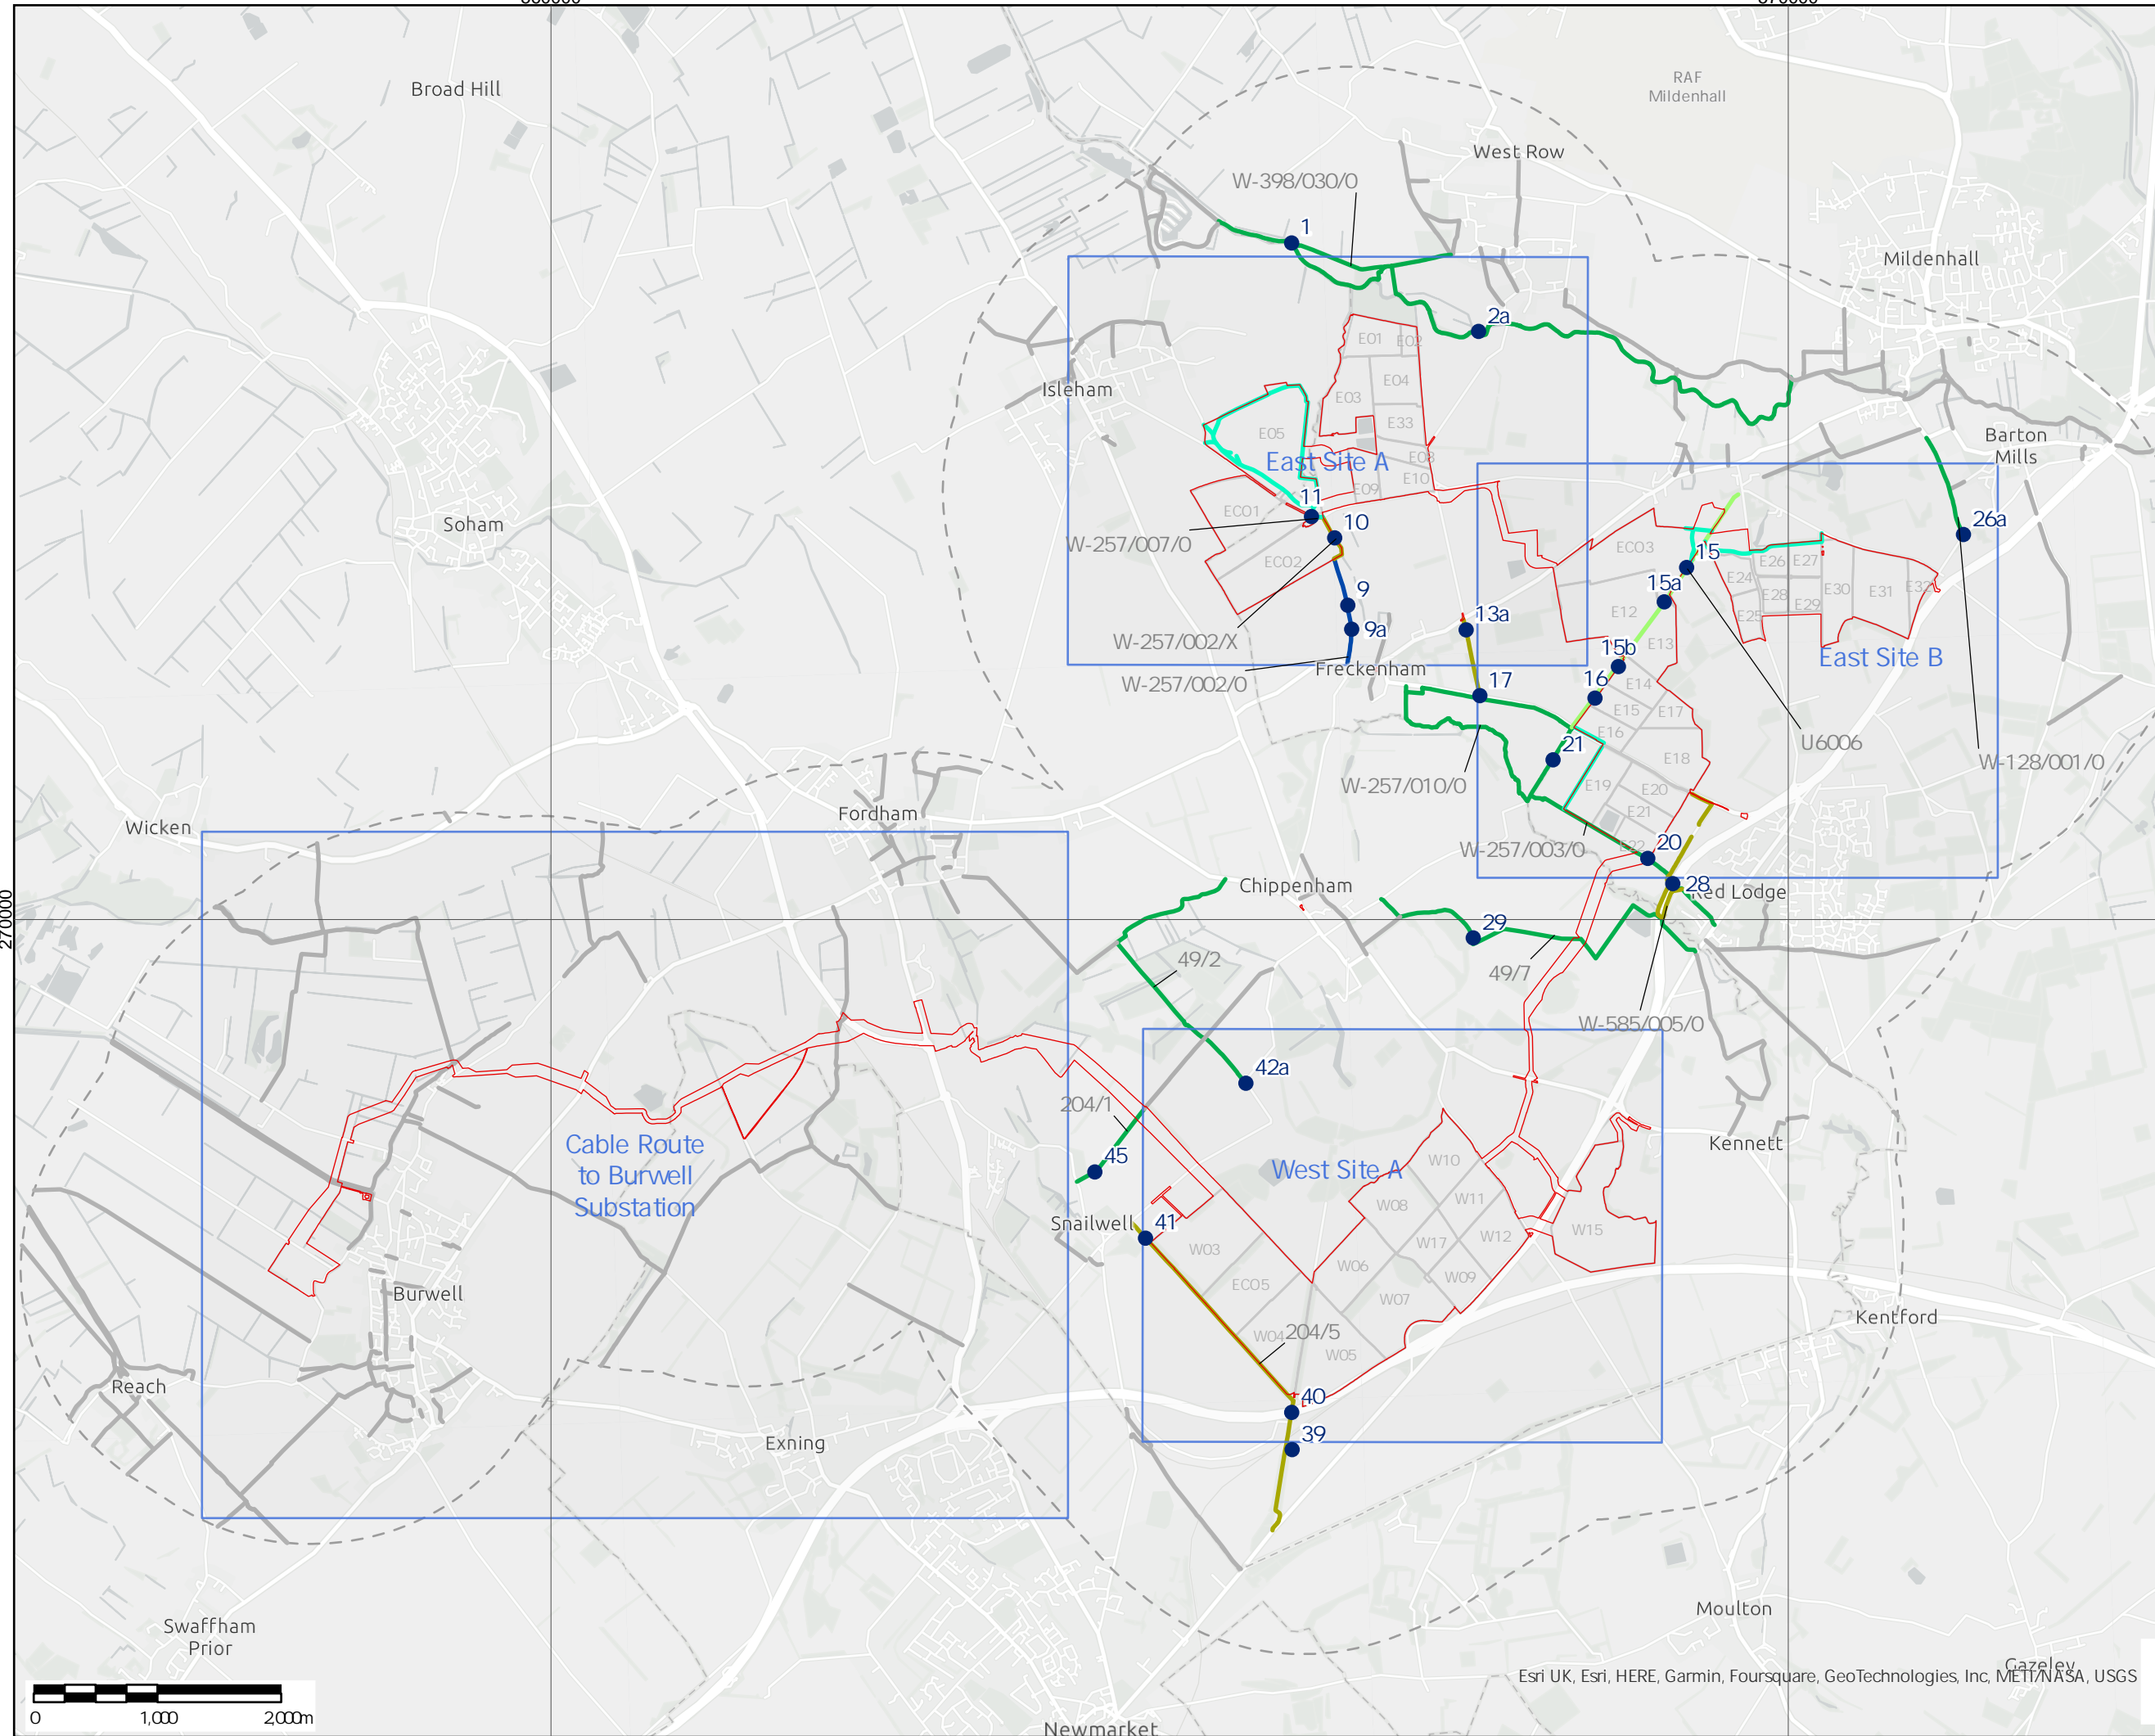 RAF
Mildenhall
Broad Hill
West Row
W-398/030/0
1
Mildenhall
2a
E01
E02
Isleham
E04
E03
E33
E05
Barton
Mills
East Site A
E08
E10
E09
11
ECO1
10
26a
Soham
W-257/007/0
ECO3
15
E26
E27
ECO2
E24
15a
E30
E32
E31
E28
9
E29
E12
E25
13a
9a
W-257/002/X
E13
15b
East Site B
Freckenham
W-257/002/0
17
16
E14
E15
E17
E16
21
U6006
E18
W-128/001/0
W-257/010/0
E19
E20
E21
Fordham
Wicken
20
E22
W-257/003/0
28
Red Lodge
Chippenham
270000
29
49/2
49/7
W-585/005/0
42a
204/1
Cable Route
to Burwell
Substation
Kennett
45
W10
West Site A
W11
W08
Snailwell
41
W15
W12
W17
W03
W06
W09
ECO5
Burwell
W07
Kentford
204/5
W04
W05
Reach
40
39
Exning
Moulton
Swaffham
Prior
Gazeley
Esri UK, Esri, HERE, Garmin, Foursquare, GeoTechnologies, Inc, METI/NASA, USGS
0 1,000 2,000m
Newmarket